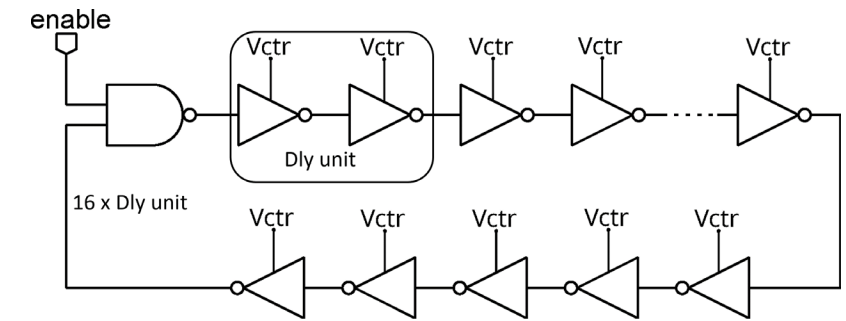 enable
Vctr Vctr Vctr Vctr Vctr
Dly unit
16 x Dly unit
Vctr Vctr Vctr Vctr Vctr